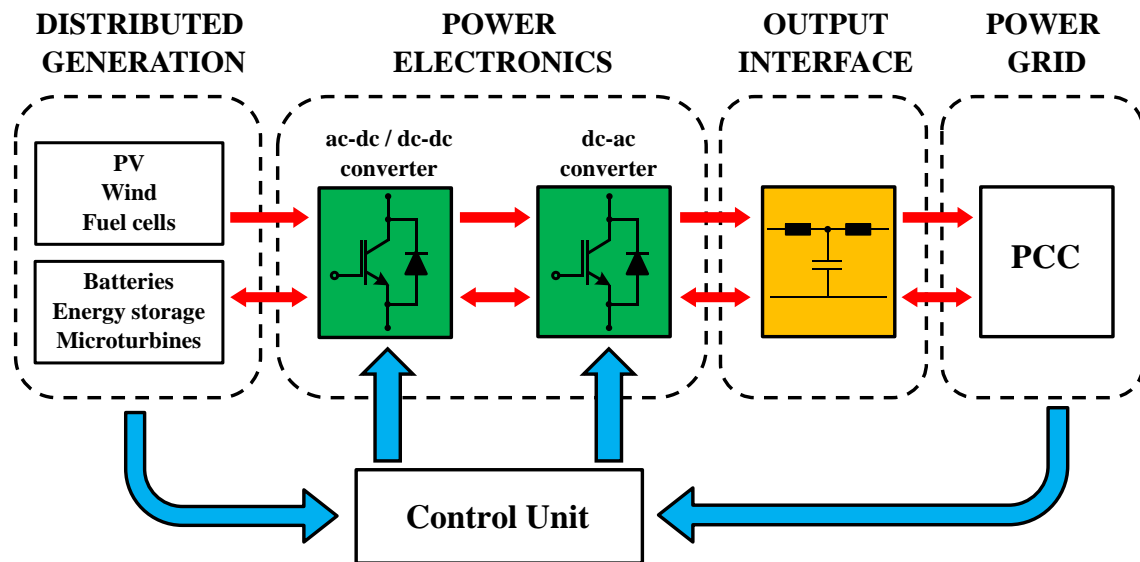 DISTRIBUTED
GENERATION
POWER
ELECTRONICS
OUTPUT
INTERFACE
POWER
GRID
PV
Wind
Fuel cells
Batteries
Energy storage
Microturbines
ac-dc / dc-dc
converter
dc-ac
converter
PCC
Control Unit